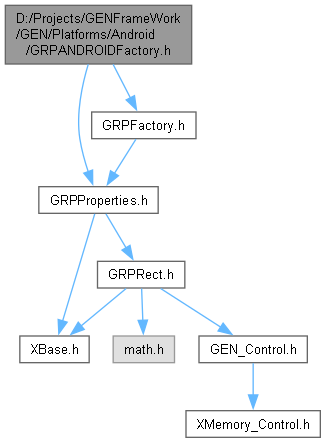 D:/Projects/GENFrameWork
/GEN/Platforms/Android
/GRPANDROIDFactory.h
GRPFactory.h
GRPProperties.h
GRPRect.h
XBase.h
math.h
GEN_Control.h
XMemory_Control.h